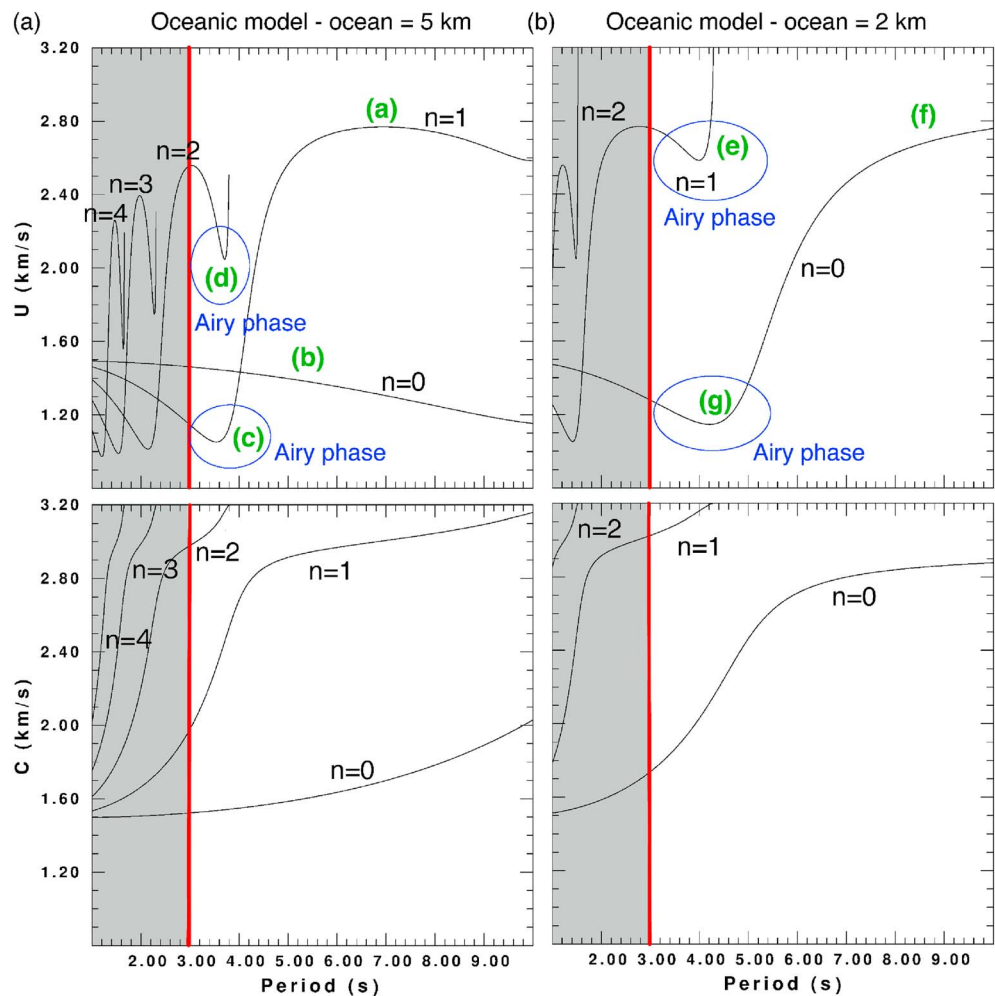 (a) Oceanic model - ocean = 5 km
(b) Oceanic model - ocean = 2 km
3.20
2.80
2.40
2.00
1.60
1.20
U (km/s)
n=4
n=3
n=2
(a)
n=1
(d)
Airy phase
(b)
n=0
(c)
Airy phase
n=2
(e)
n=1
Airy phase
(f)
n=0
(g)
Airy phase
3.20
2.80
2.40
2.00
1.60
1.20
C (km/s)
n=4
n=3
n=2
n=1
n=0
2.00 3.00 4.00 5.00 6.00 7.00 8.00 9.00
Period (s)
n=2
n=1
n=0
2.00 3.00 4.00 5.00 6.00 7.00 8.00 9.00
Period (s)